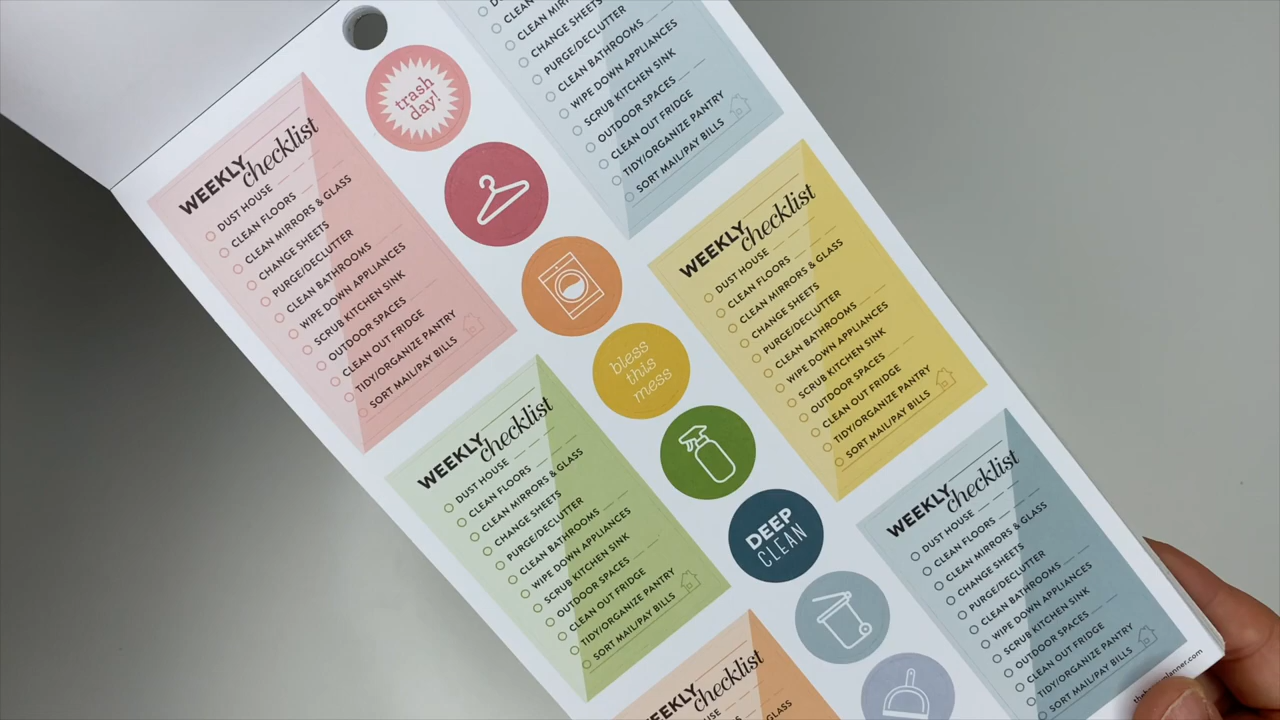 CLEAN MIRRORS
CHANGE SHEETS
PURGE/DECLUTTER
CLEAN BATHROOMS
WIPE DOWN APPLIANCES
SCRUB KITCHEN SINK
OUTDOOR SPACES
CLEAN OUT FRIDGE
TIDY/ORGANIZE PANTRY
SORT MAIL/PAY BILLS
trash
day!
WEEKLY
checklist
DUST HOUSE
CLEAN FLOORS
CLEAN MIRRORS & GLASS
CHANGE SHEETS
PURGE/DECLUTTER
CLEAN BATHROOMS
WIPE DOWN APPLIANCES
SCRUB KITCHEN SINK
OUTDOOR SPACES
CLEAN OUT FRIDGE
TIDY/ORGANIZE PANTRY
SORT MAIL/PAY BILLS
WEEKLY
checklist
DUST HOUSE
CLEAN FLOORS
CLEAN MIRRORS & GLASS
CHANGE SHEETS
PURGE/DECLUTTER
CLEAN BATHROOMS
WIPE DOWN APPLIANCES
SCRUB KITCHEN SINK
OUTDOOR SPACES
CLEAN OUT FRIDGE
TIDY/ORGANIZE PANTRY
SORT MAIL/PAY BILLS
bless
this
mess
WEEKLY
checklist
DUST HOUSE
CLEAN FLOORS
CLEAN MIRRORS & GLASS
CHANGE SHEETS
PURGE/DECLUTTER
CLEAN BATHROOMS
WIPE DOWN APPLIANCES
SCRUB KITCHEN SINK
OUTDOOR SPACES
CLEAN OUT FRIDGE
TIDY/ORGANIZE PANTRY
SORT MAIL/PAY BILLS
DEEP
CLEAN
WEEKLY
checklist
DUST HOUSE
CLEAN FLOORS
CLEAN MIRRORS & GLASS
CHANGE SHEETS
PURGE/DECLUTTER
CLEAN BATHROOMS
WIPE DOWN APPLIANCES
SCRUB KITCHEN SINK
OUTDOOR SPACES
CLEAN OUT FRIDGE
TIDY/ORGANIZE PANTRY
SORT MAIL/PAY BILLS
WEEKLY
checklist
& GLASS